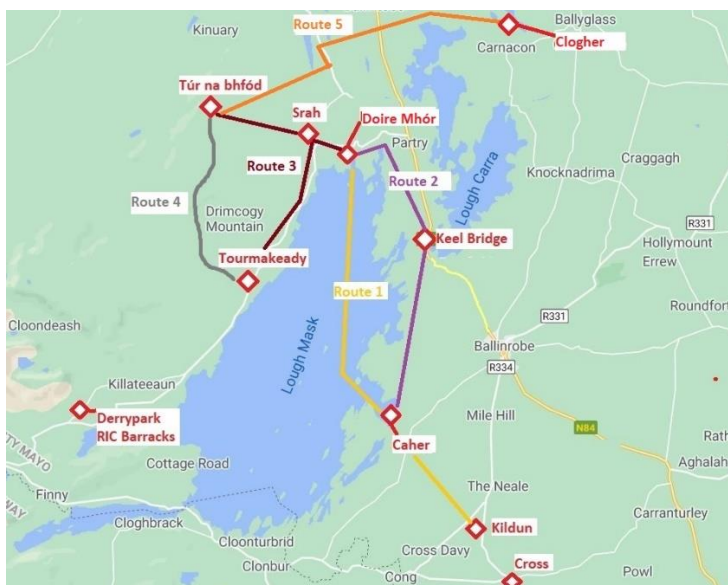 Route 5
Ballyglass
Kinuary
Carnacon
Clogher
Túr na bhfód
Srah
Doire Mhór
Partry
Craggagh
Route 3
Route 2
Lough Carra
Knocknadrima
Route 4
Drimcogy
Mountain
R331
Keel Bridge
Hollymount
Errew
Tourmakeady
Route 1
Roundfort
Cloondeash
Lough Mask
R331
Ballinrobe
R334
Killateeaun
Derrypark
RIC Barracks
Caher
Mile Hill
N84
Rath
TY MAYO
Cottage Road
Aghalah
Finny
The Neale
WAY
Cloghbrack
Carranturley
Cloonturbrid
Kildun
Clonbur
Cross Davy
Cross
Cong
Powl